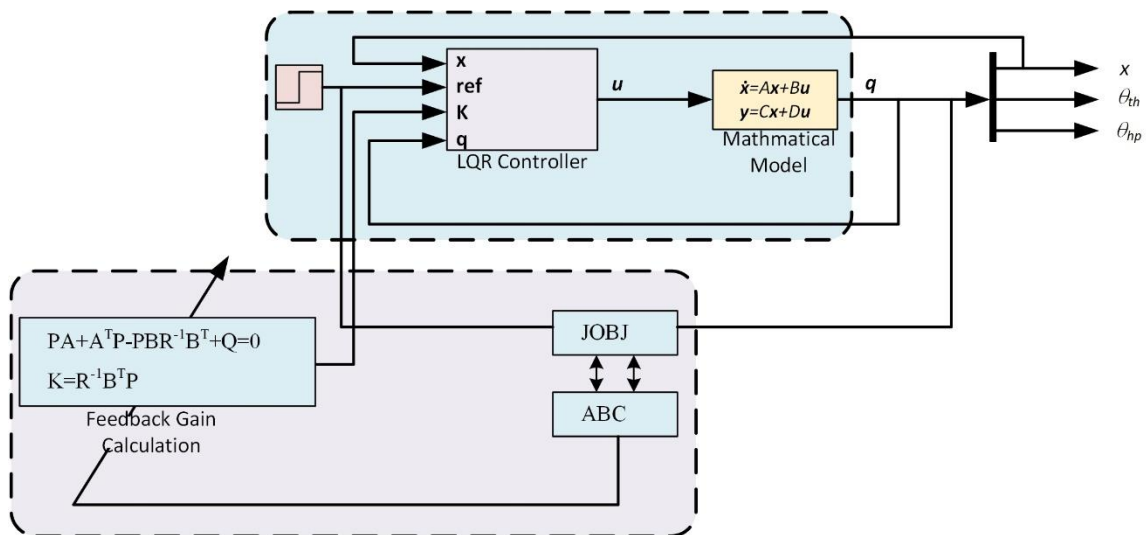 x
ref
K
q
LQR Controller
u
ẋ=Ax+Bu
y=Cx+Du
Mathmatical
Model
q
x
θth
θhp
PA+AᵀP-PBR⁻¹Bᵀ+Q=0
K=R⁻¹BᵀP
Feedback Gain
Calculation
JOBJ
ABC